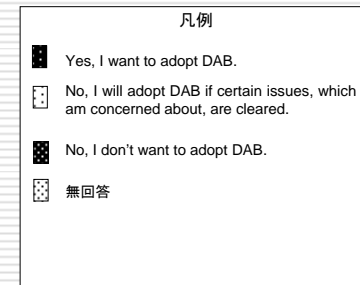 凡例
Yes, I want to adopt DAB.
No, I will adopt DAB if certain issues, which
am concerned about, are cleared.
No, I don't want to adopt DAB.
無回答